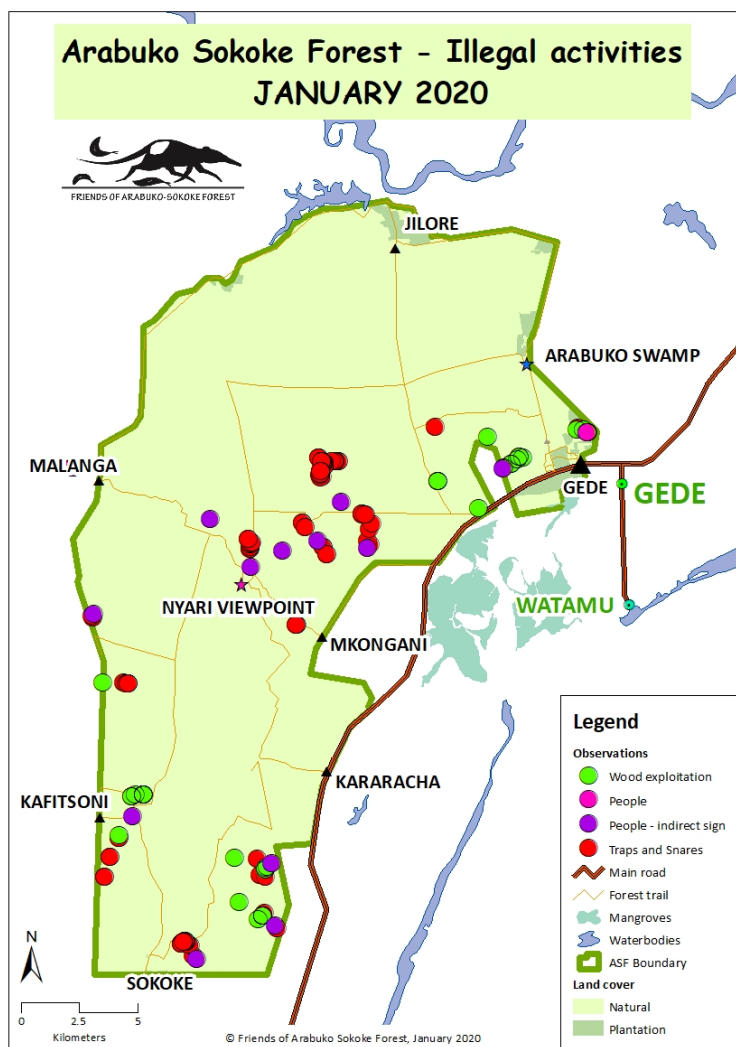 Arabuko Sokoke Forest - Illegal activities
JANUARY 2020
FRIENDS OF ARABUKO-SOKOKE FOREST
JILORE
ARABUKO SWAMP
MALANGA
GEDE
GEDE
WATAMU
NYARI VIEWPOINT
MKONGANI
KARARACHA
KAFITSONI
SOKOKE
Legend
Observations
Wood exploitation
People
People - indirect sign
Traps and Snares
Main road
Forest trail
Mangroves
Waterbodies
ASF Boundary
Land cover
Natural
Plantation
N
0 2.5 5
Kilometers
© Friends of Arabuko Sokoke Forest, January 2020